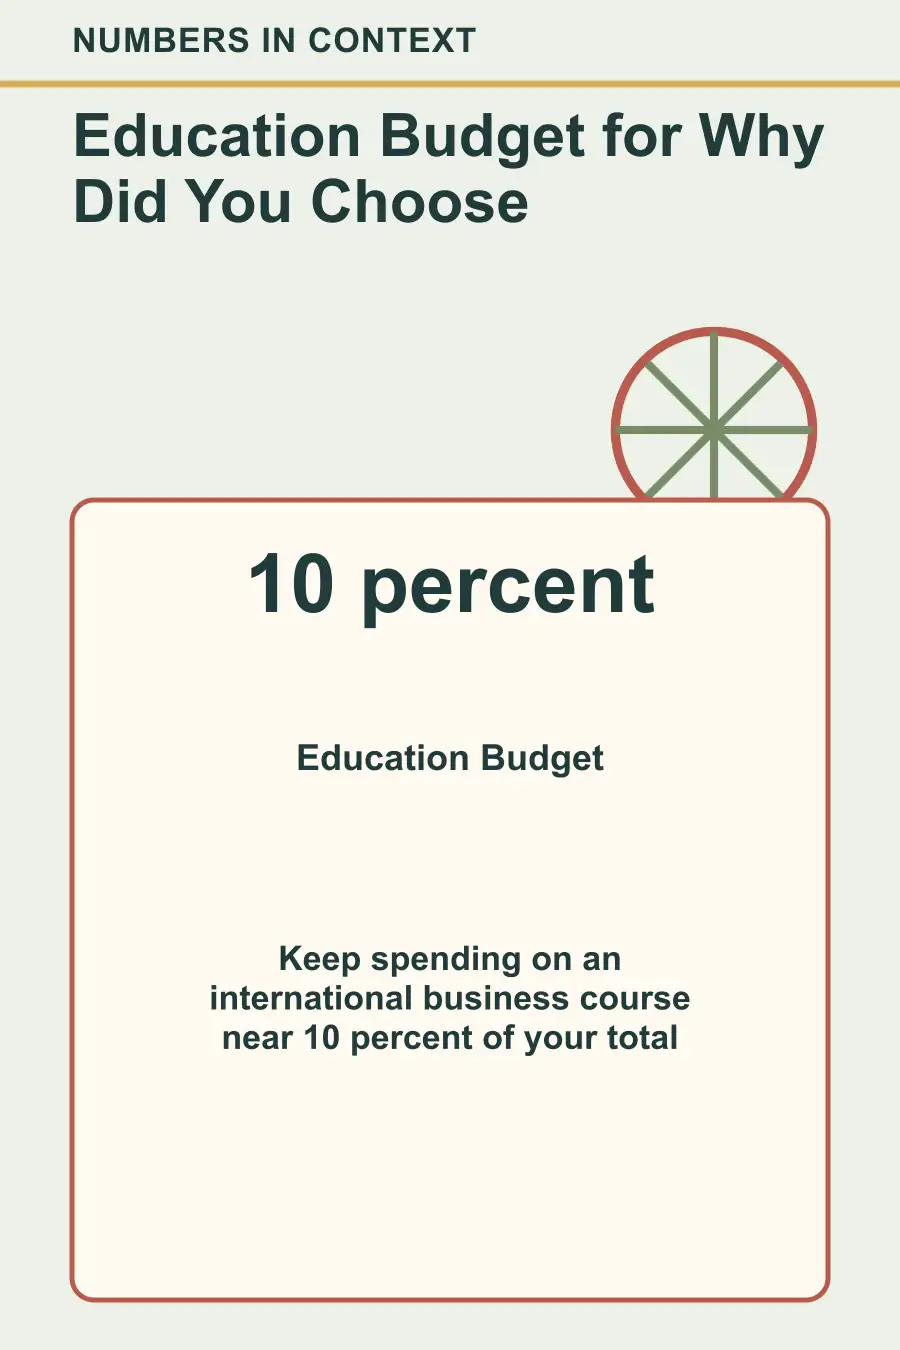 NUMBERS IN CONTEXT
Education Budget for Why
Did You Choose
10 percent
Education Budget
Keep spending on an
international business course
near 10 percent of your total